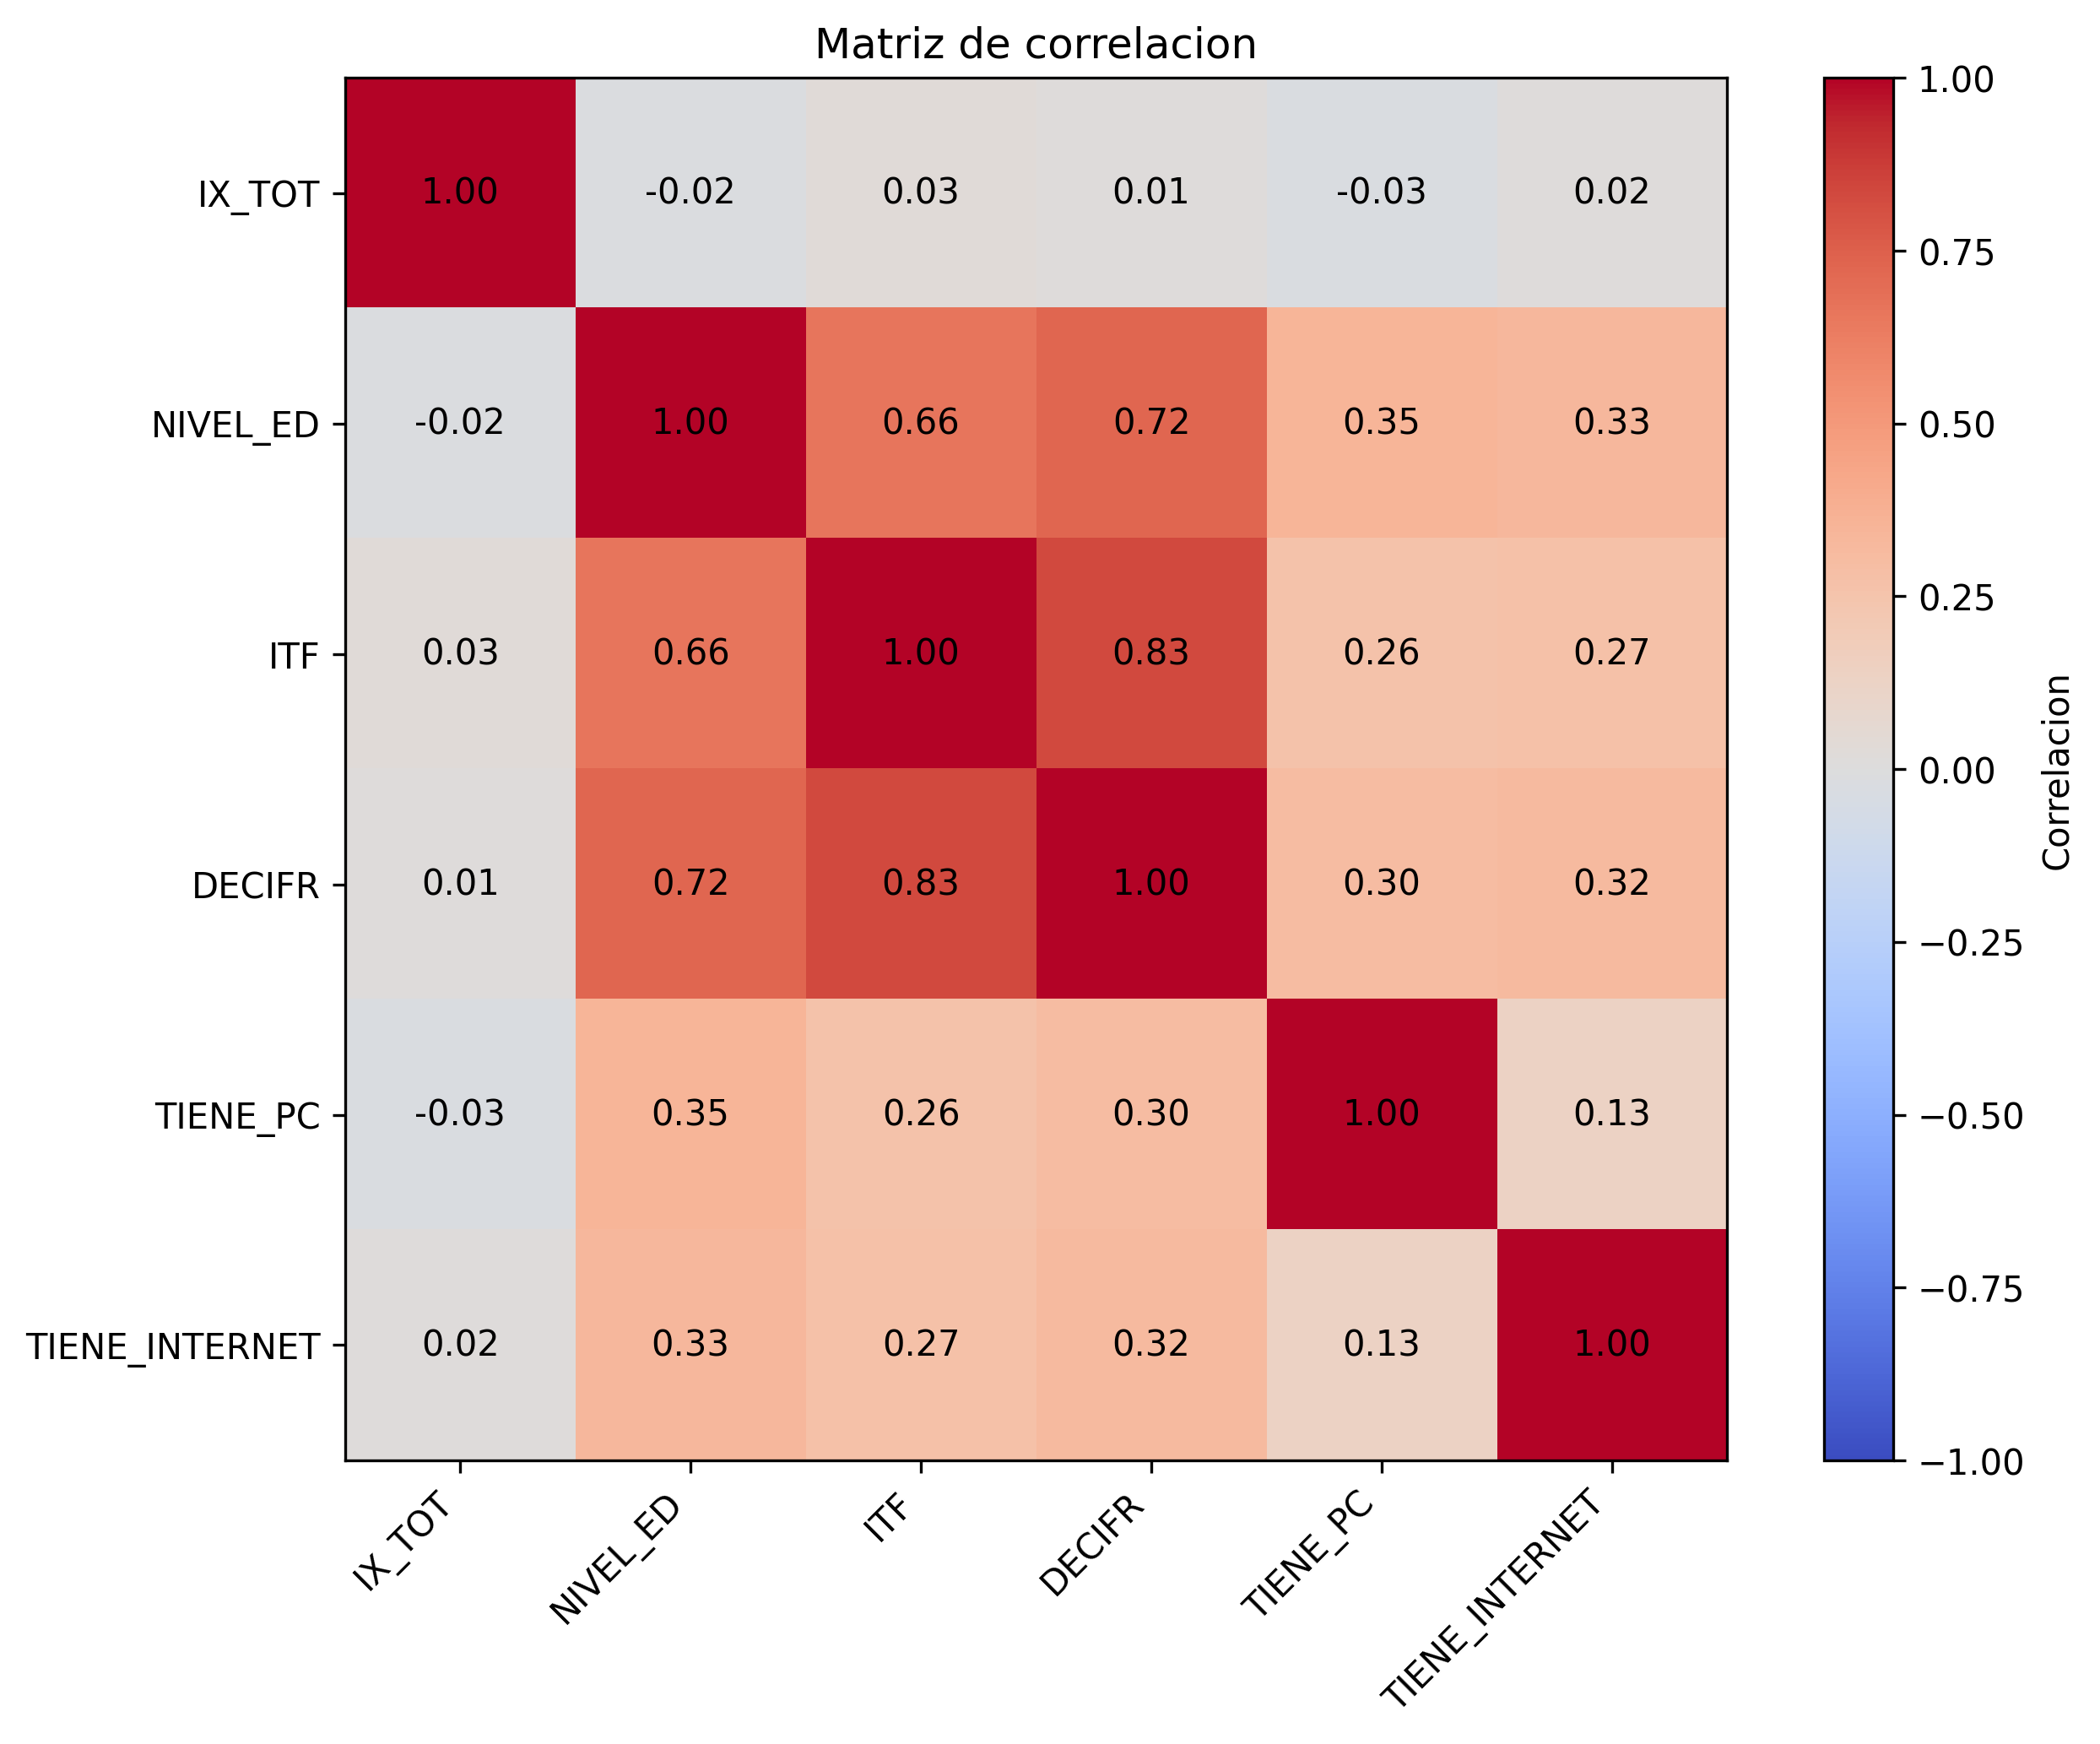 Matriz de correlacion
IX_TOT 1.00 -0.02 0.03 0.01 -0.03 0.02
NIVEL_ED -0.02 1.00 0.66 0.72 0.35 0.33
ITF 0.03 0.66 1.00 0.83 0.26 0.27
DECIFR 0.01 0.72 0.83 1.00 0.30 0.32
TIENE_PC -0.03 0.35 0.26 0.30 1.00 0.13
TIENE_INTERNET 0.02 0.33 0.27 0.32 0.13 1.00
IX_TOT NIVEL_ED ITF DECIFR TIENE_PC TIENE_INTERNET
1.00
0.75
0.50
0.25
0.00
−0.25
−0.50
−0.75
−1.00
Correlacion